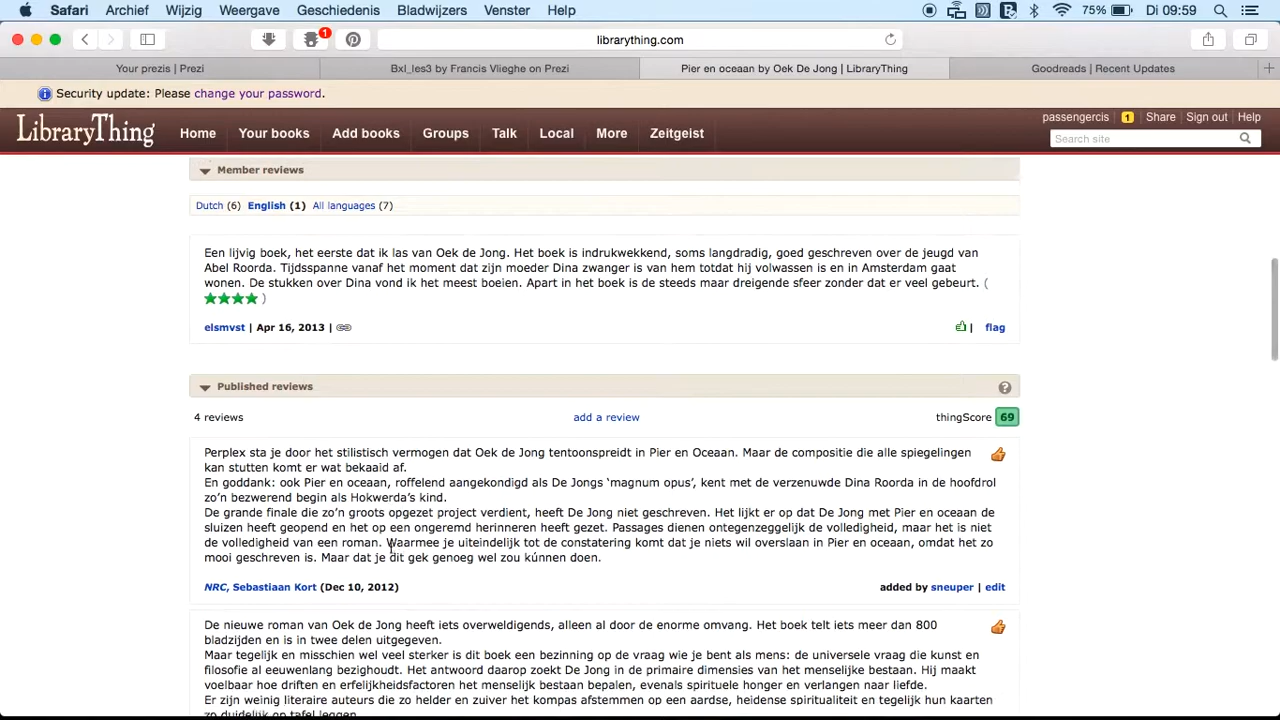 Safari Archief Wijzig Weergave Geschiedenis Bladwijzers Venster Help 75% Di 09:59
1 librarything.com
Your prezis | Prezi Bxl_les3 by Francis Vlieghe on Prezi Pier en oceaan by Oek De Jong | LibraryThing Goodreads | Recent Updates +
Security update: Please change your password.
passengercis 1 Share Sign out Help
LibraryThing Home Your books Add books Groups Talk Local More Zeitgeist
Search site
Member reviews
Dutch (6) English (1) All languages (7)
Een lijvig boek, het eerste dat ik las van Oek de Jong. Het boek is indrukwekkend, soms langdradig, goed geschreven over de jeugd van
Abel Roorda. Tijdsspanne vanaf het moment dat zijn moeder Dina zwanger is van hem totdat hij volwassen is en in Amsterdam gaat
wonen. De stukken over Dina vond ik het meest boeien. Apart in het boek is de steeds maar dreigende sfeer zonder dat er veel gebeurt. (
★★★★ )
elsmvst | Apr 16, 2013 | | flag
Published reviews ?
4 reviews add a review thingScore 69
Perplex sta je door het stilistisch vermogen dat Oek de Jong tentoonspreidt in Pier en Oceaan. Maar de compositie die alle spiegelingen
kan stutten komt er wat bekaaid af.
En goddank: ook Pier en oceaan, roffelend aangekondigd als De Jongs ‘magnum opus’, kent met de verzenuwde Dina Roorda in de hoofdrol
zo’n bezwerend begin als Hokwerda’s kind.
De grande finale die zo’n groots opgezet project verdient, heeft De Jong niet geschreven. Het lijkt er op dat De Jong met Pier en oceaan de
sluizen heeft geopend en het op een ongeremd herinneren heeft gezet. Passages dienen ontegenzeggelijk de volledigheid, maar het is niet
de volledigheid van een roman. Waarmee je uiteindelijk tot de constatering komt dat je niets wil overslaan in Pier en oceaan, omdat het zo
mooi geschreven is. Maar dat je dit gek genoeg wel zou kúnnen doen.
NRC, Sebastiaan Kort (Dec 10, 2012) added by sneuper | edit
De nieuwe roman van Oek de Jong heeft iets overweldigends, alleen al door de enorme omvang. Het boek telt iets meer dan 800
bladzijden en is in twee delen uitgegeven.
Maar tegelijk en misschien wel veel sterker is dit boek een bezinning op de vraag wie je bent als mens: de universele vraag die kunst en
filosofie al eeuwenlang bezighoudt. Het antwoord daarop zoekt De Jong in de primaire dimensies van het menselijke bestaan. Hij maakt
voelbaar hoe driften en erfelijkheidsfactoren het menselijk bestaan bepalen, evenals spirituele honger en verlangen naar liefde.
Er zijn weinig literaire auteurs die zo helder en zuiver het kompas afstemmen op een aardse, heidense spiritualiteit en tegelijk hun kaarten
zo duidelijk op tafel leggen.